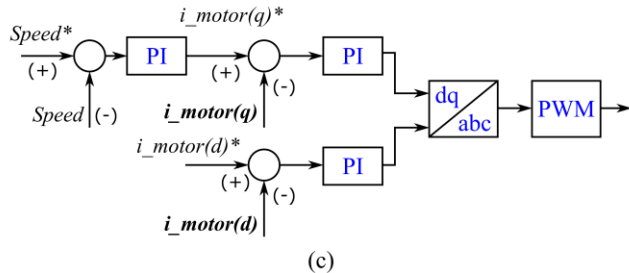 i_motor(q)*
Speed*
PI
PI
(+)
(+)
(-)
Speed
(-)
i_motor(q)
dq
abc
PWM
i_motor(d)*
PI
(+)
(-)
i_motor(d)
(c)